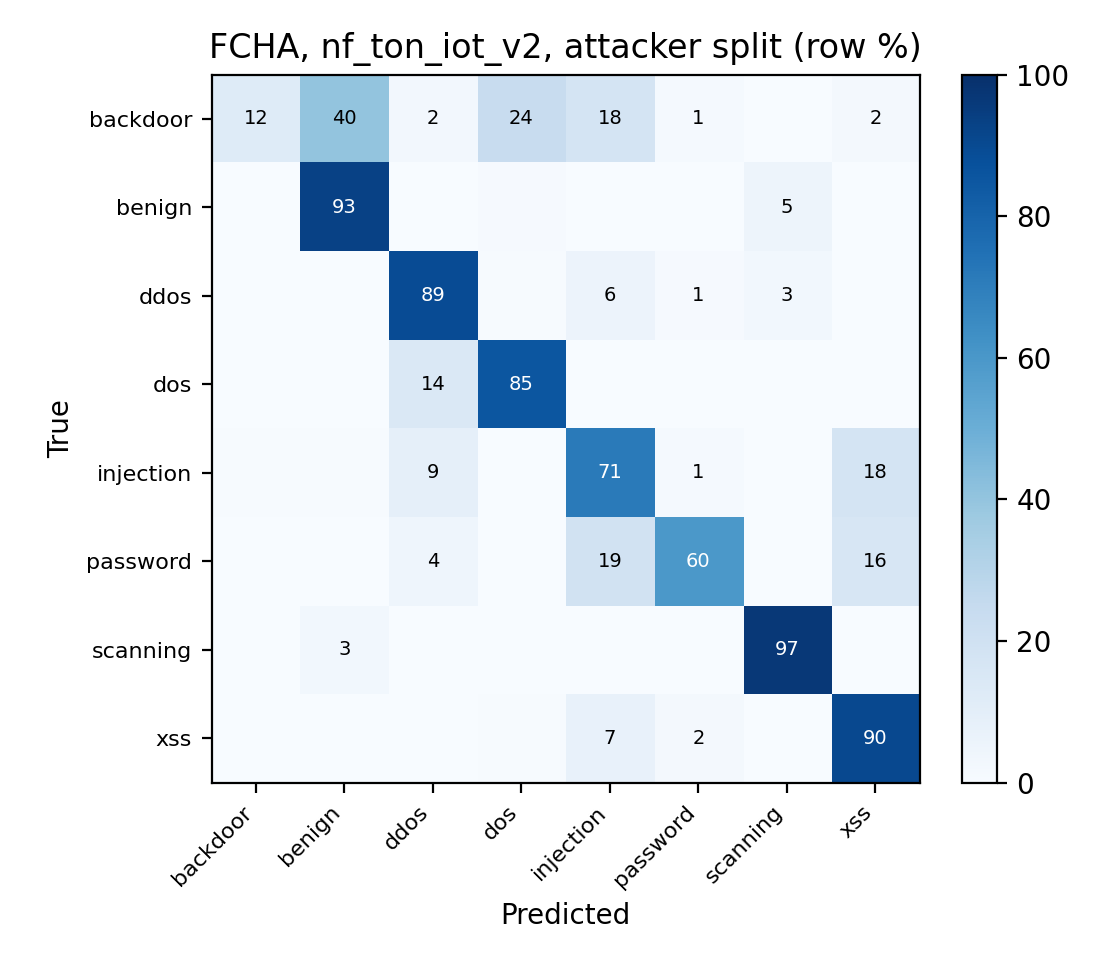 FCHA, nf_ton_iot_v2, attacker split (row %)
True
backdoor 12 40 2 24 18 1 2
benign 93 5
ddos 89 6 1 3
dos 14 85
injection 9 71 1 18
password 4 19 60 16
scanning 3 97
xss 7 2 90
backdoor benign ddos dos injection password scanning xss
Predicted
100
80
60
40
20
0